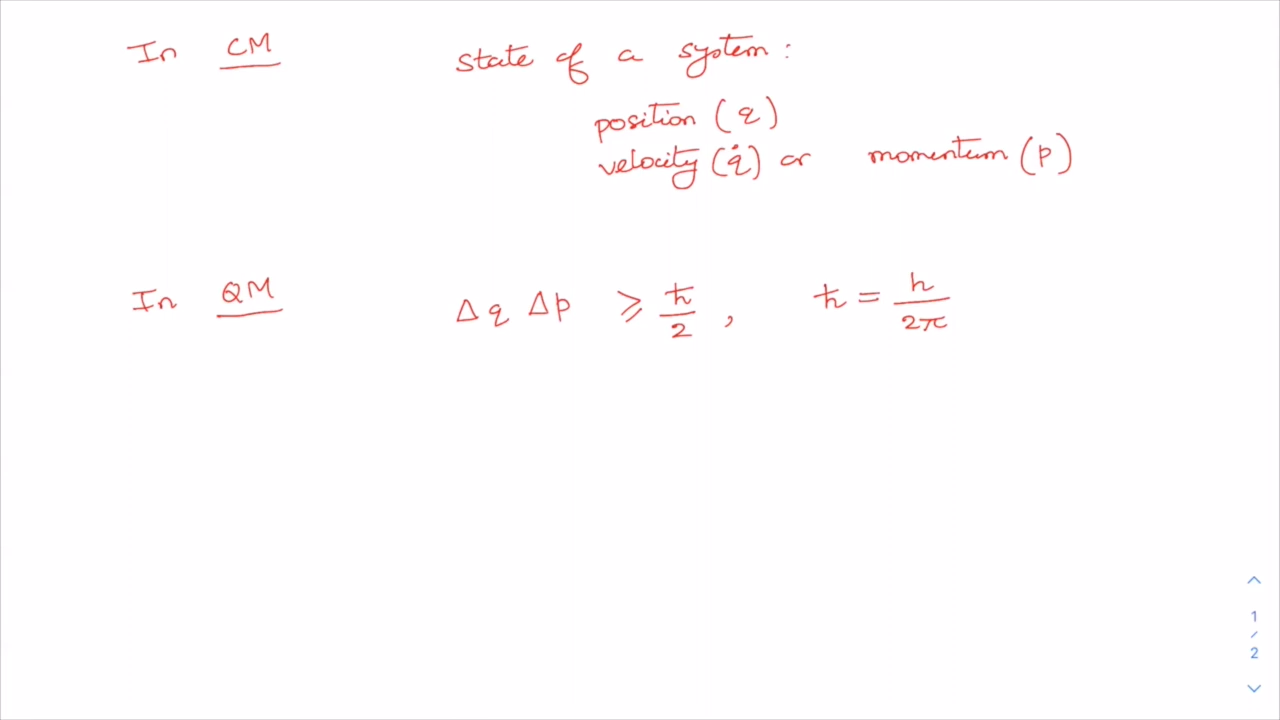 In CM state of a system :
position (q)
velocity (q̇) or momentum (p)
In QM Δq Δp ⩾ ħ/2 , ħ = h/2π
1
/
2